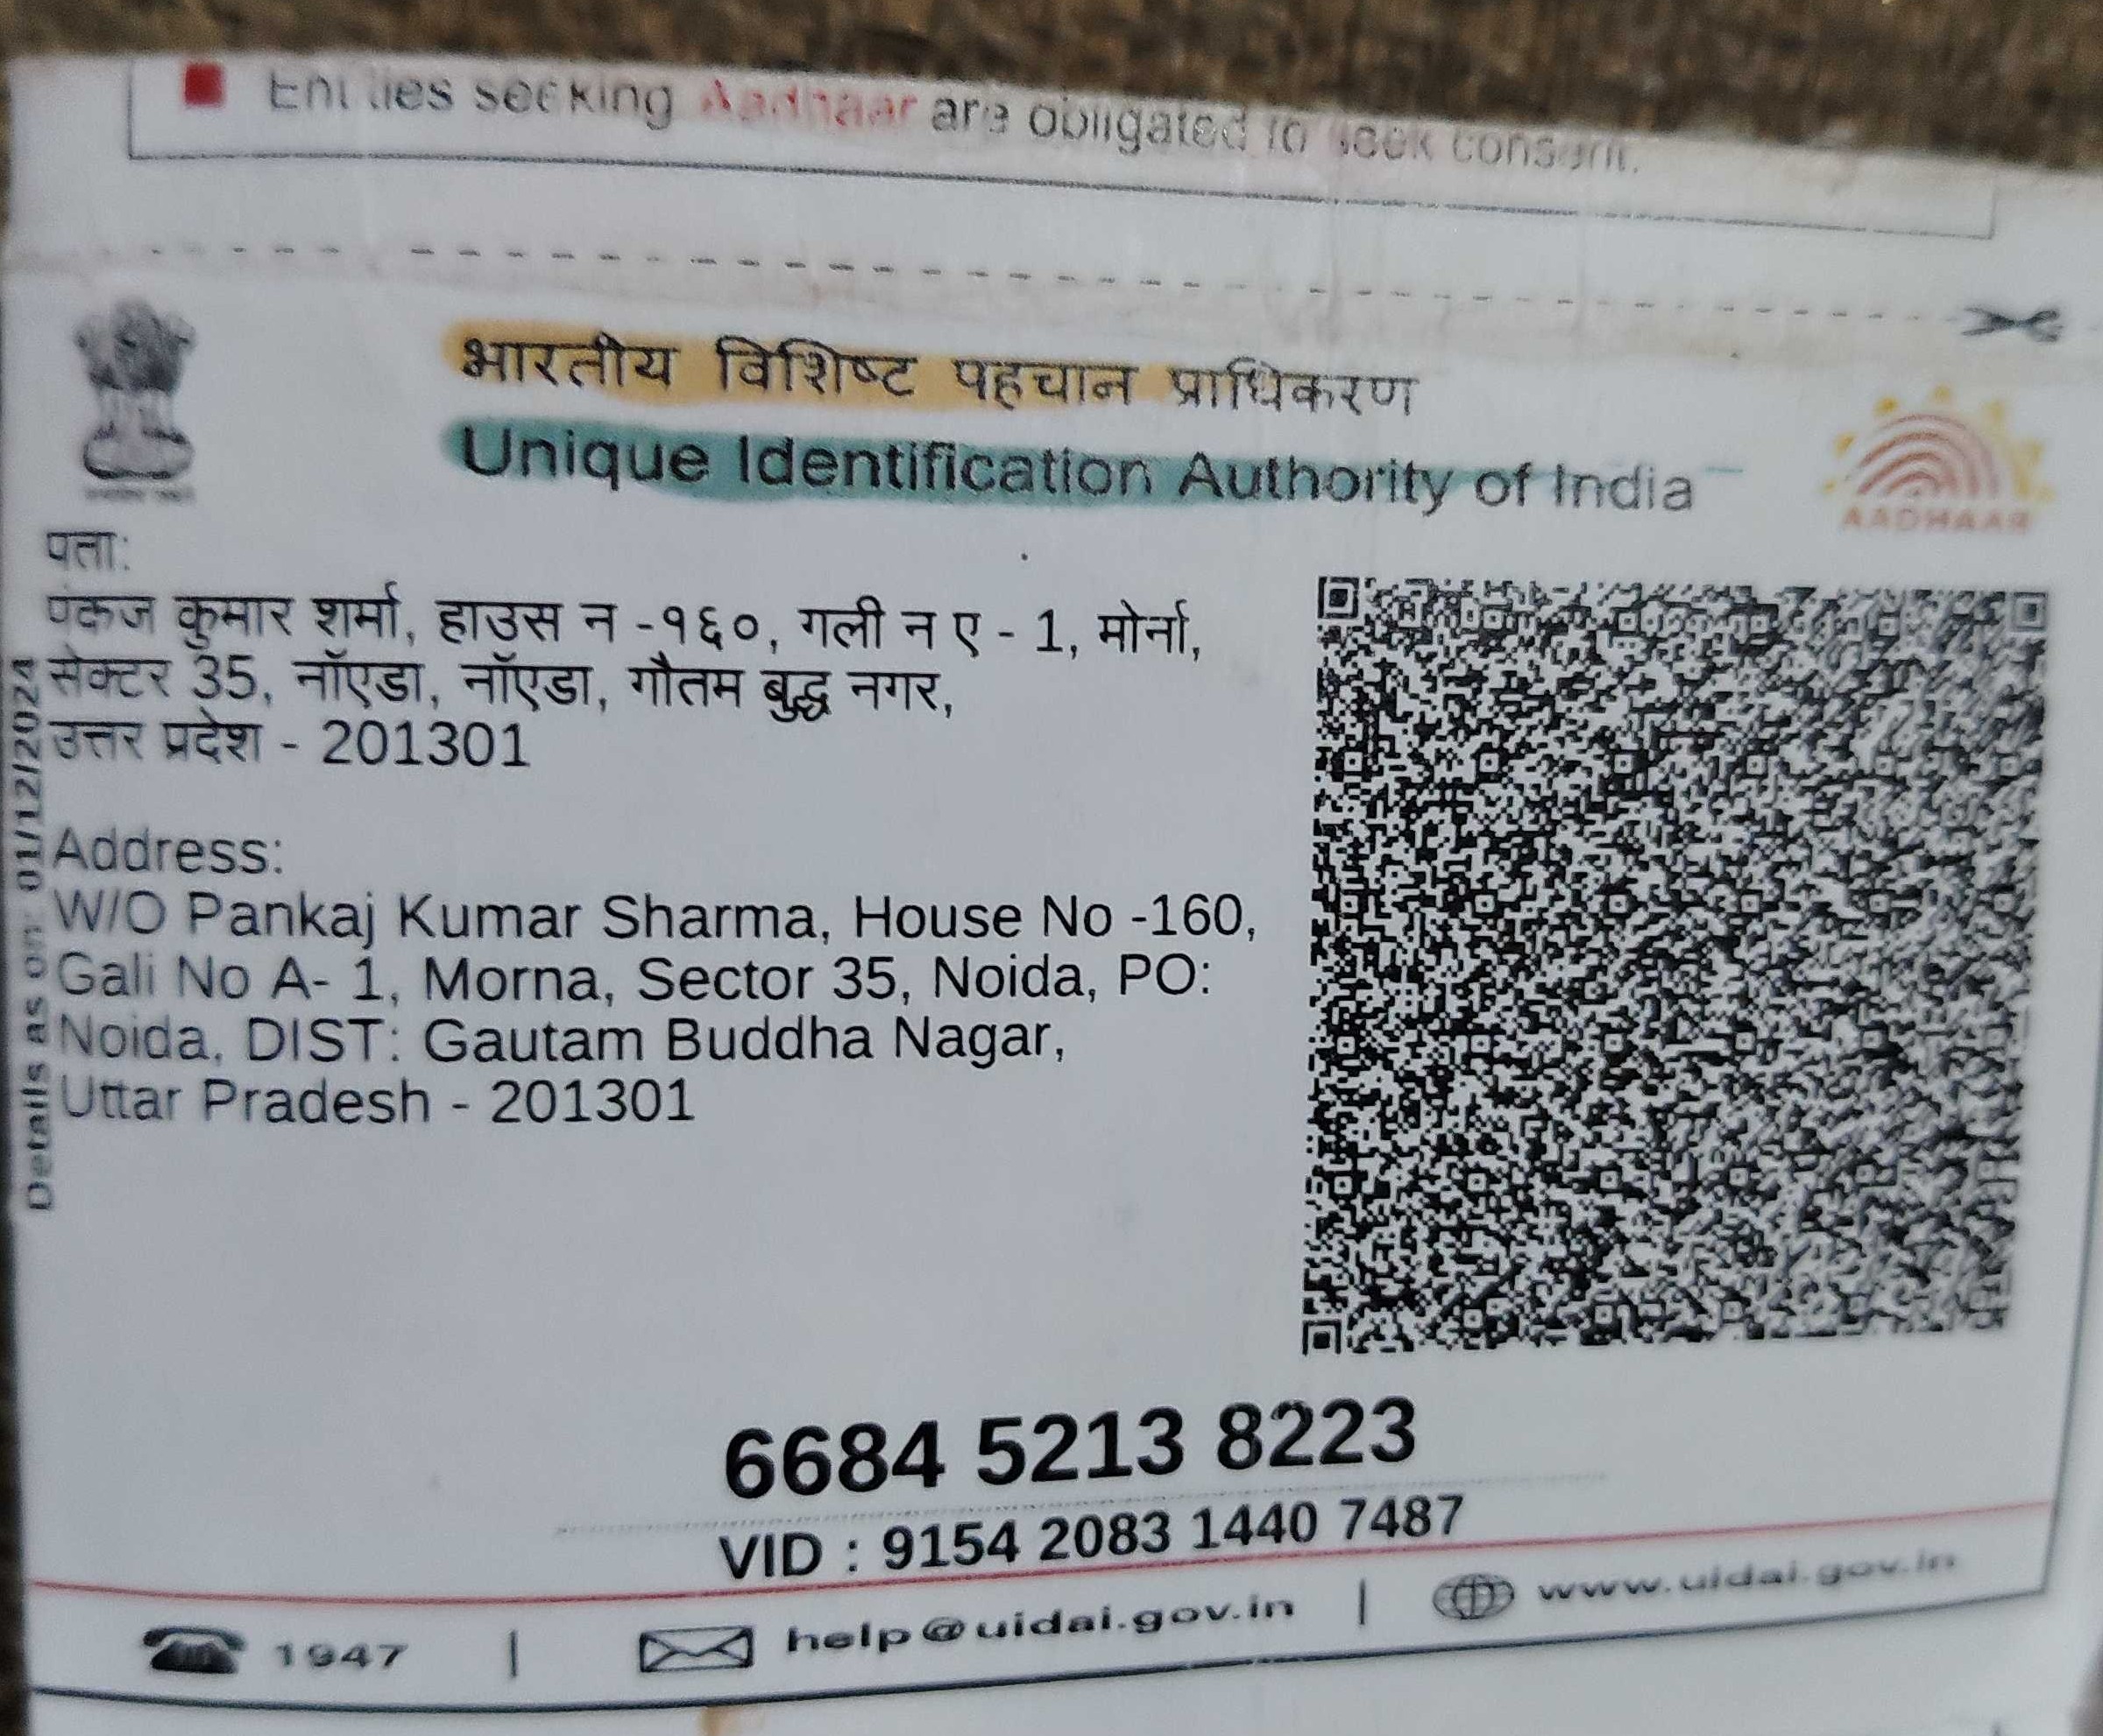 Entities seeking Aadhaar are obligated to seek consent.
भारतीय विशिष्ट पहचान प्राधिकरण
Unique Identification Authority of India
AADHAAR
पता:
पंकज कुमार शर्मा, हाउस न -१६०, गली न ए - 1, मोर्ना,
सेक्टर 35, नॉएडा, नॉएडा, गौतम बुद्ध नगर,
उत्तर प्रदेश - 201301
Address:
W/O Pankaj Kumar Sharma, House No -160,
Gali No A- 1, Morna, Sector 35, Noida, PO:
Noida, DIST: Gautam Buddha Nagar,
Uttar Pradesh - 201301
Details as on: 01/12/2024
6684 5213 8223
VID : 9154 2083 1440 7487
1947 | help@uidai.gov.in | www.uidai.gov.in